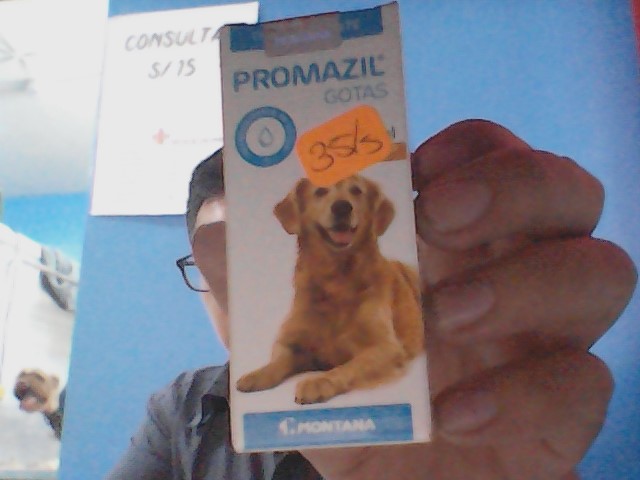 CONSULTA
S/15
PROMAZIL®
GOTAS
35/s
MONTANA